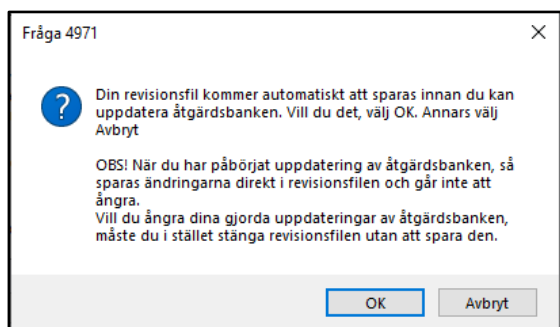 Fråga 4971
Din revisionsfil kommer automatiskt att sparas innan du kan
uppdatera åtgärdsbanken. Vill du det, välj OK. Annars välj
Avbryt
OBS! När du har påbörjat uppdatering av åtgärdsbanken, så
sparas ändringarna direkt i revisionsfilen och går inte att
ångra.
Vill du ångra dina gjorda uppdateringar av åtgärdsbanken,
måste du i stället stänga revisionsfilen utan att spara den.
OK
Avbryt